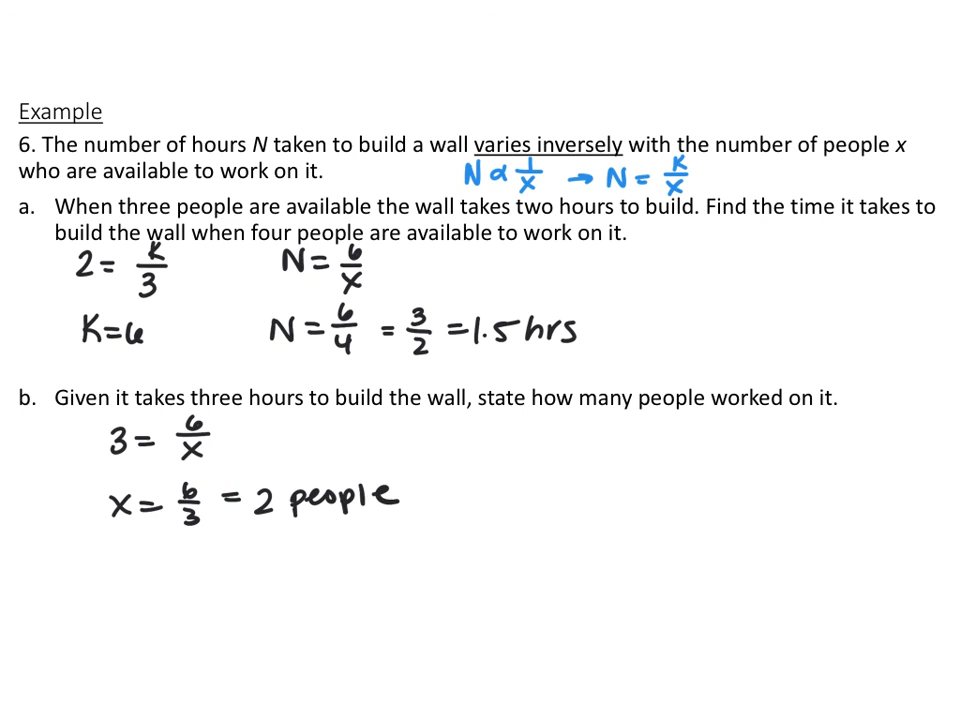 Example
6. The number of hours N taken to build a wall varies inversely with the number of people x
who are available to work on it.
N ∝ 1/x → N = K/x
a. When three people are available the wall takes two hours to build. Find the time it takes to
build the wall when four people are available to work on it.
2 = K/3
N = 6/x
K = 6
N = 6/4 = 3/2 = 1.5 hrs
b. Given it takes three hours to build the wall, state how many people worked on it.
3 = 6/x
x = 6/3 = 2 people